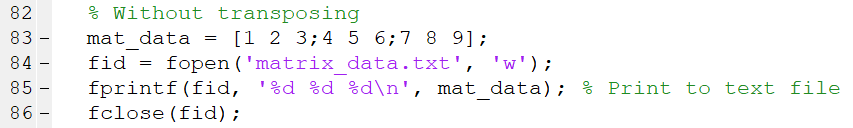 82 % Without transposing
83 - mat_data = [1 2 3;4 5 6;7 8 9];
84 - fid = fopen('matrix_data.txt', 'w');
85 - fprintf(fid, '%d %d %d\n', mat_data); % Print to text file
86 - fclose(fid);